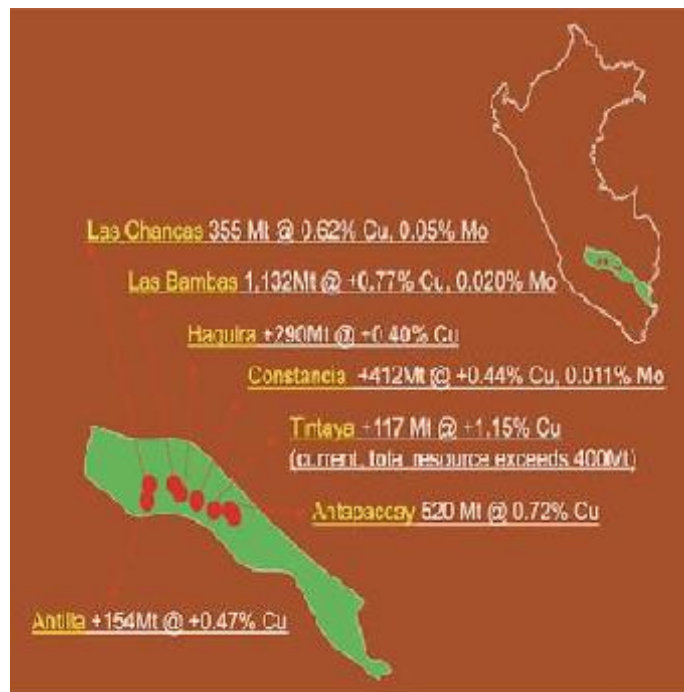 Las Chancas 355 Mt @ 0.62% Cu, 0.05% Mo
Las Bambas 1,132Mt @ +0.77% Cu, 0.020% Mo
Haquira +290Mt @ +0.40% Cu
Constancia +412Mt @ +0.44% Cu, 0.011% Mo
Tintaya +117 Mt @ +1.15% Cu
(current, total resource exceeds 400Mt)
Antapaccay 520 Mt @ 0.72% Cu
Antilla +154Mt @ +0.47% Cu